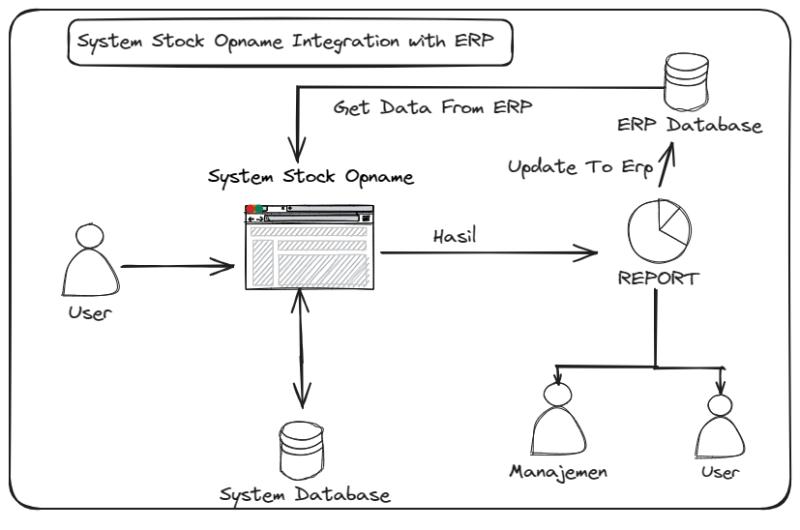 System Stock Opname Integration with ERP
Get Data From ERP
ERP Database
Update To Erp
System Stock Opname
Hasil
REPORT
User
Manajemen
User
System Database